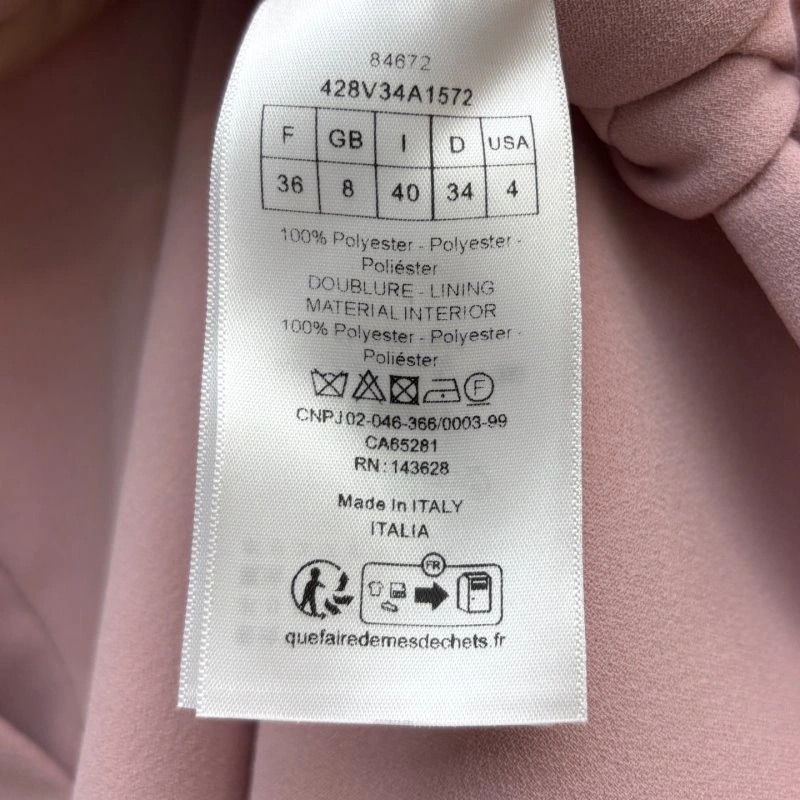 84672
428V34A1572
F GB I D USA
36 8 40 34 4
100% Polyester - Polyester -
Poliéster
DOUBLURE - LINING
MATERIAL INTERIOR
100% Polyester - Polyester -
Poliéster
F
CNPJ 02-046-366/0003-99
CA65281
RN : 143628
Made In ITALY
ITALIA
FR
quefairedemesdechets.fr